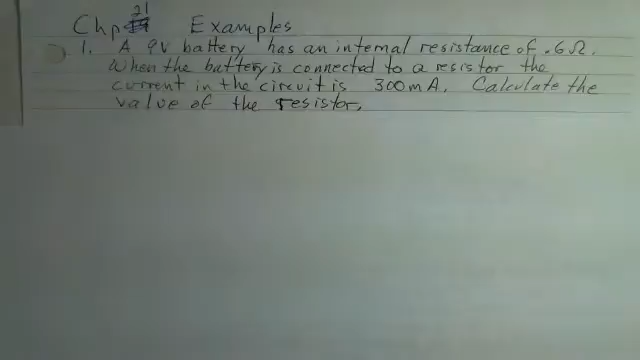 Chp 21 Examples
1. A 9V battery has an internal resistance of .6Ω.
When the battery is connected to a resistor the
current in the circuit is 300mA. Calculate the
value of the resistor.